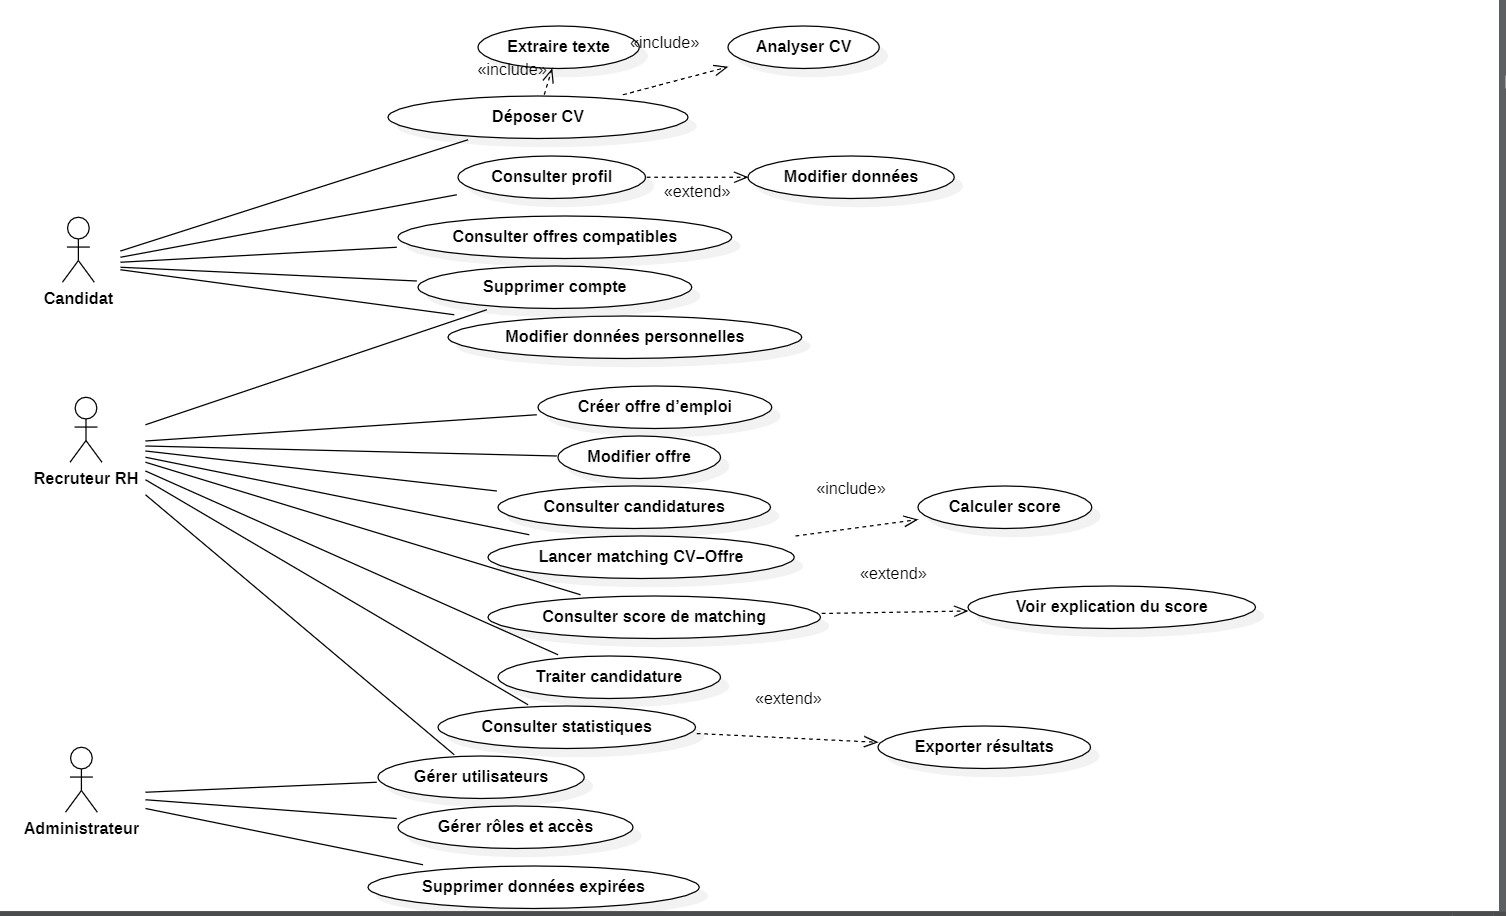 Extraire texte
«include»
Analyser CV
«include»
Déposer CV
Consulter profil
Modifier données
«extend»
Consulter offres compatibles
Supprimer compte
Candidat
Modifier données personnelles
Créer offre d’emploi
Modifier offre
Recruteur RH
«include»
Consulter candidatures
Calculer score
Lancer matching CV–Offre
«extend»
Consulter score de matching
Voir explication du score
Traiter candidature
«extend»
Consulter statistiques
Exporter résultats
Gérer utilisateurs
Administrateur
Gérer rôles et accès
Supprimer données expirées